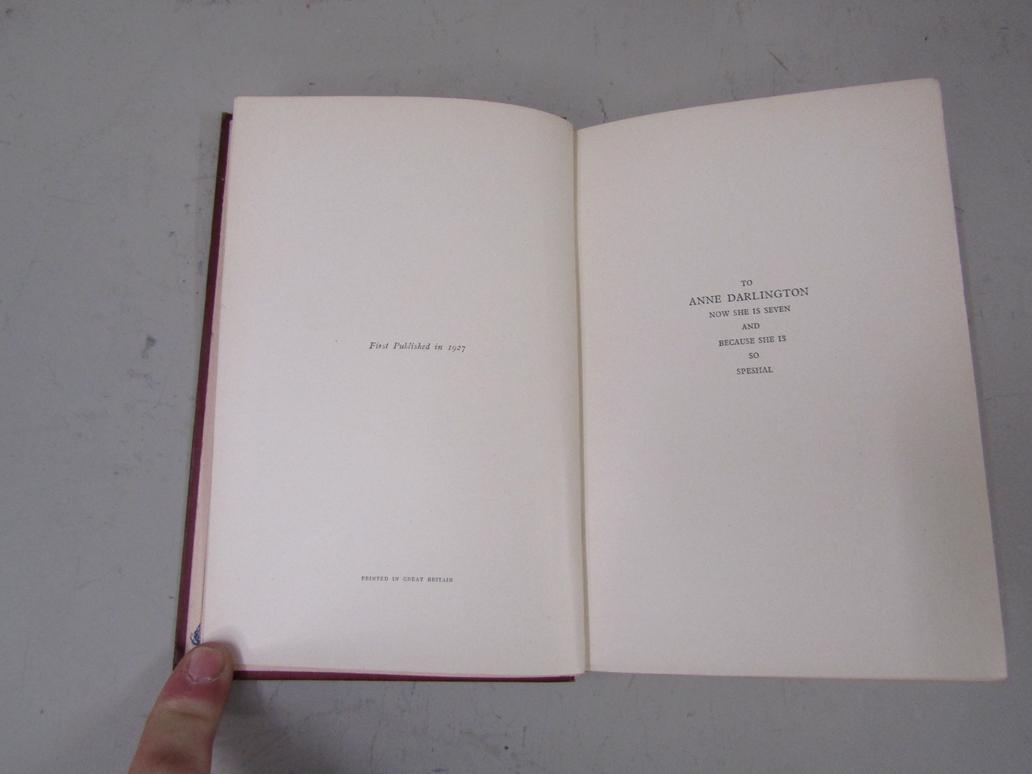 First Published in 1927
PRINTED IN GREAT BRITAIN
TO
ANNE DARLINGTON
NOW SHE IS SEVEN
AND
BECAUSE SHE IS
SO
SPESHAL